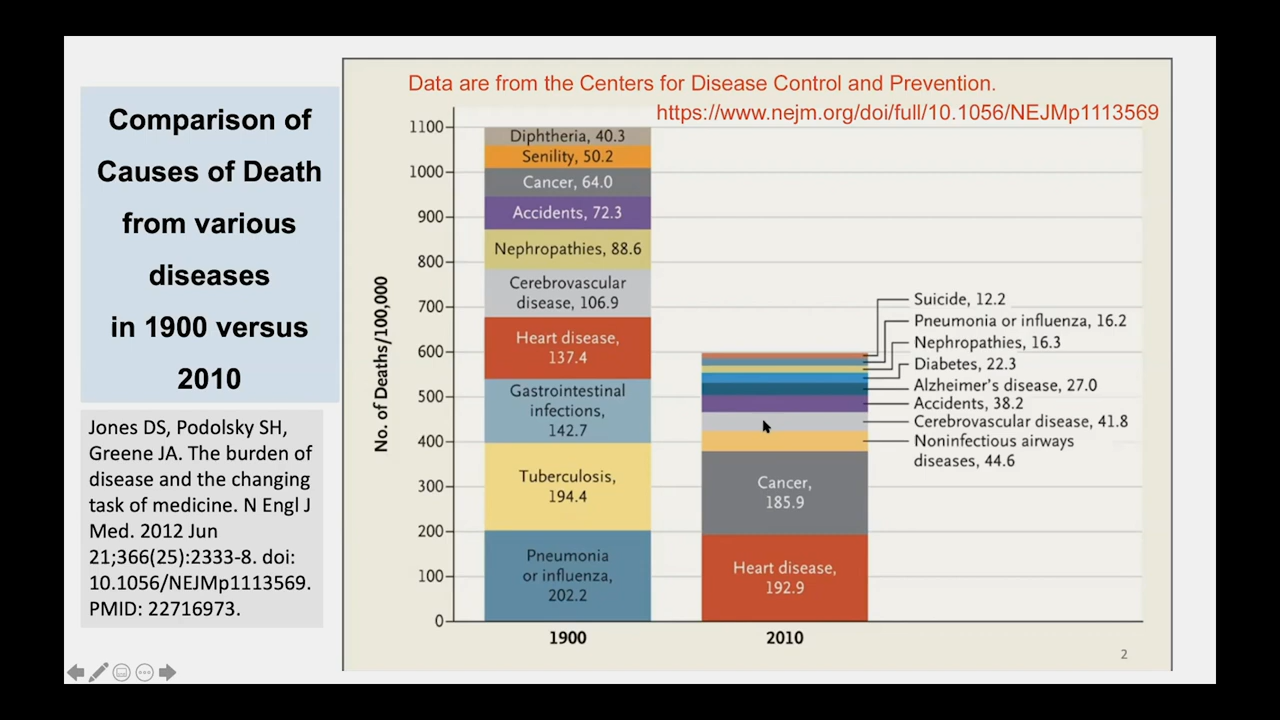 Comparison of
Causes of Death
from various
diseases
in 1900 versus
2010
Jones DS, Podolsky SH,
Greene JA. The burden of
disease and the changing
task of medicine. N Engl J
Med. 2012 Jun
21;366(25):2333-8. doi:
10.1056/NEJMp1113569.
PMID: 22716973.
Data are from the Centers for Disease Control and Prevention.
https://www.nejm.org/doi/full/10.1056/NEJMp1113569
No. of Deaths/100,000
1100
1000
900
800
700
600
500
400
300
200
100
0
Diphtheria, 40.3
Senility, 50.2
Cancer, 64.0
Accidents, 72.3
Nephropathies, 88.6
Cerebrovascular
disease, 106.9
Heart disease,
137.4
Gastrointestinal
infections,
142.7
Tuberculosis,
194.4
Pneumonia
or influenza,
202.2
1900
Suicide, 12.2
Pneumonia or influenza, 16.2
Nephropathies, 16.3
Diabetes, 22.3
Alzheimer's disease, 27.0
Accidents, 38.2
Cerebrovascular disease, 41.8
Noninfectious airways
diseases, 44.6
Cancer,
185.9
Heart disease,
192.9
2010
2